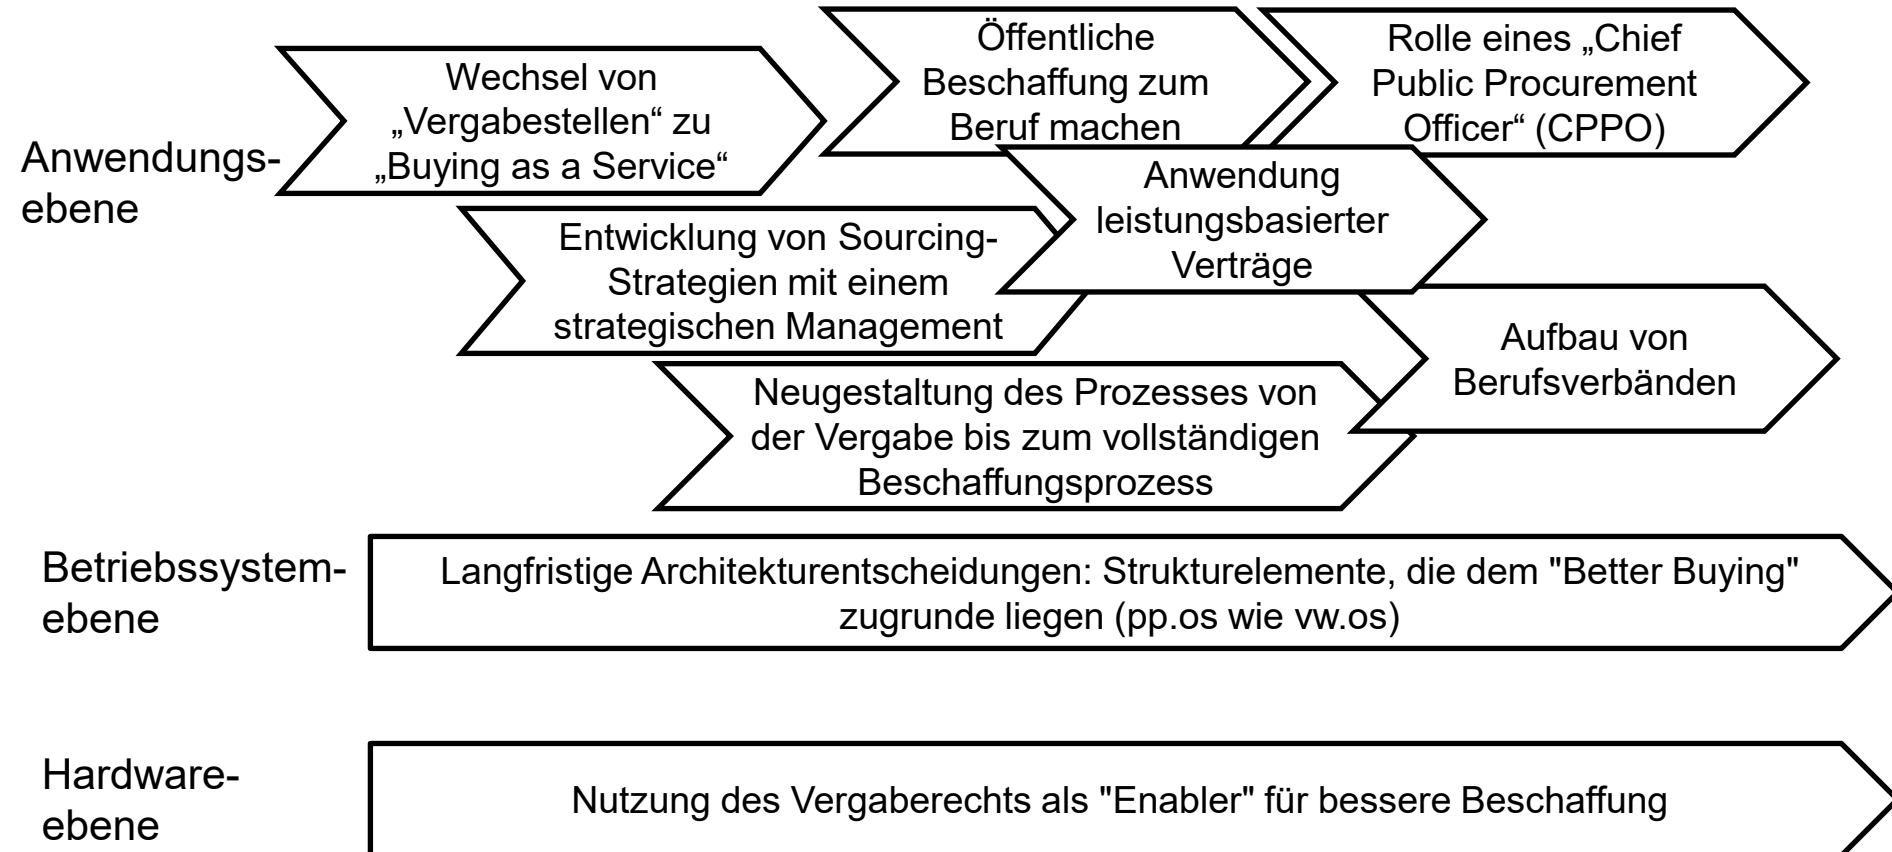 Anwendungs-
ebene
Wechsel von
„Vergabestellen“ zu
„Buying as a Service“
Öffentliche
Beschaffung zum
Beruf machen
Rolle eines „Chief
Public Procurement
Officer“ (CPPO)
Entwicklung von Sourcing-
Strategien mit einem
strategischen Management
Anwendung
leistungsbasierter
Verträge
Neugestaltung des Prozesses von
der Vergabe bis zum vollständigen
Beschaffungsprozess
Aufbau von
Berufsverbänden
Betriebssystem-
ebene
Langfristige Architekturentscheidungen: Strukturelemente, die dem "Better Buying"
zugrunde liegen (pp.os wie vw.os)
Hardware-
ebene
Nutzung des Vergaberechts als "Enabler" für bessere Beschaffung